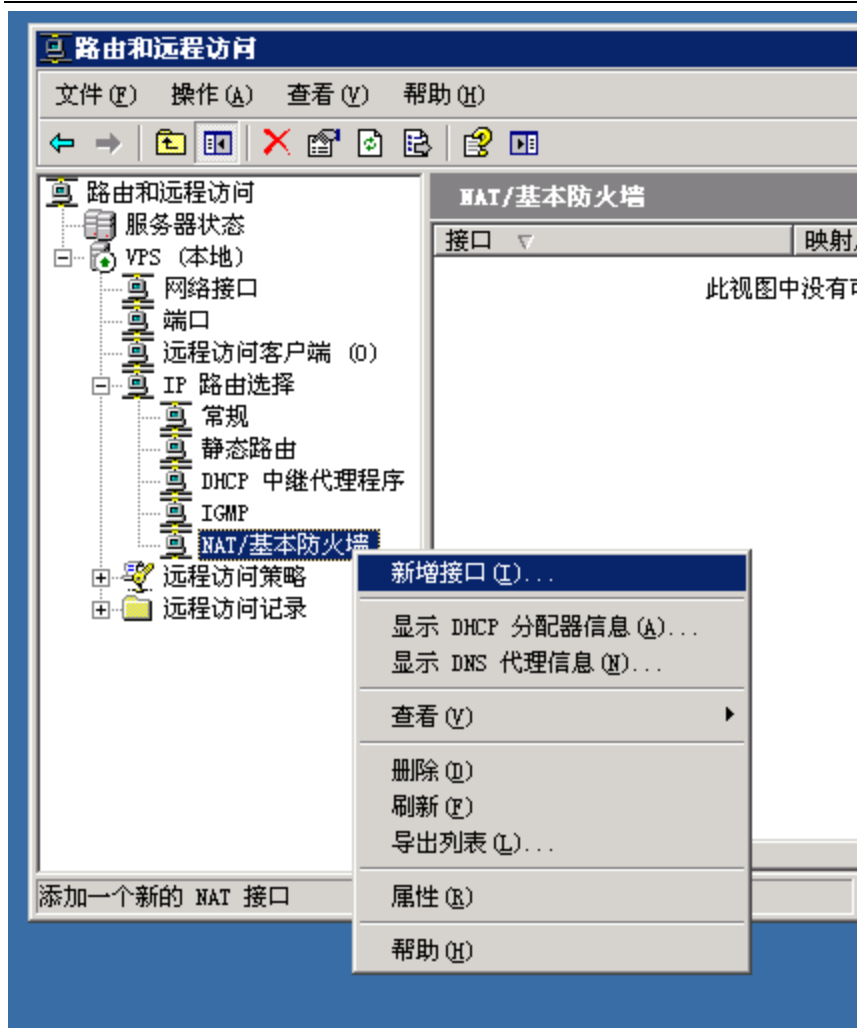 路由和远程访问
文件(F) 操作(A) 查看(V) 帮助(H)
路由和远程访问
服务器状态
VPS (本地)
网络接口
端口
远程访问客户端 (0)
IP 路由选择
常规
静态路由
DHCP 中继代理程序
IGMP
NAT/基本防火墙
远程访问策略
远程访问记录
NAT/基本防火墙
接口 映射
此视图中没有
新增接口(I)...
显示 DHCP 分配器信息(A)...
显示 DNS 代理信息(N)...
查看(V)
删除(D)
刷新(F)
导出列表(L)...
属性(R)
帮助(H)
添加一个新的 NAT 接口